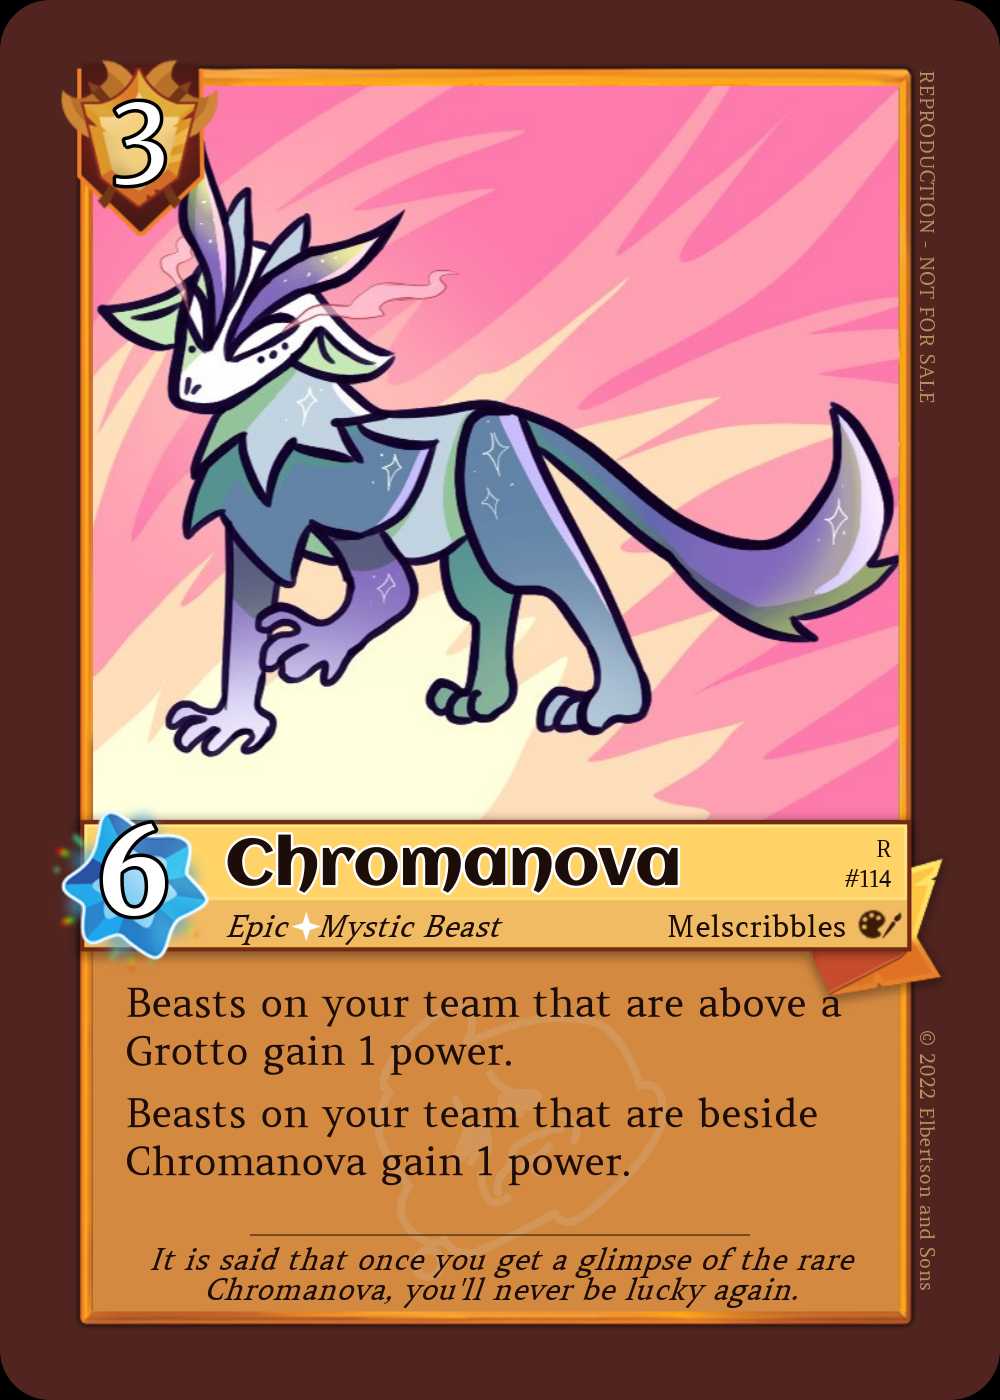 3
REPRODUCTION - NOT FOR SALE
6
Chromanova
R
#114
Epic Mystic Beast
Melscribbles
Beasts on your team that are above a
Grotto gain 1 power.
Beasts on your team that are beside
Chromanova gain 1 power.
It is said that once you get a glimpse of the rare
Chromanova, you'll never be lucky again.
© 2022 Elbertson and Sons